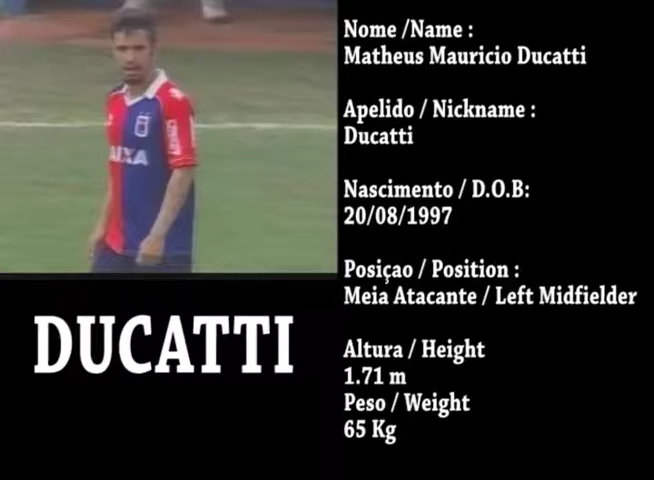 AIXA
DUCATTI
Nome /Name :
Matheus Mauricio Ducatti
Apelido / Nickname :
Ducatti
Nascimento / D.O.B:
20/08/1997
Posiçao / Position :
Meia Atacante / Left Midfielder
Altura / Height
1.71 m
Peso / Weight
65 Kg